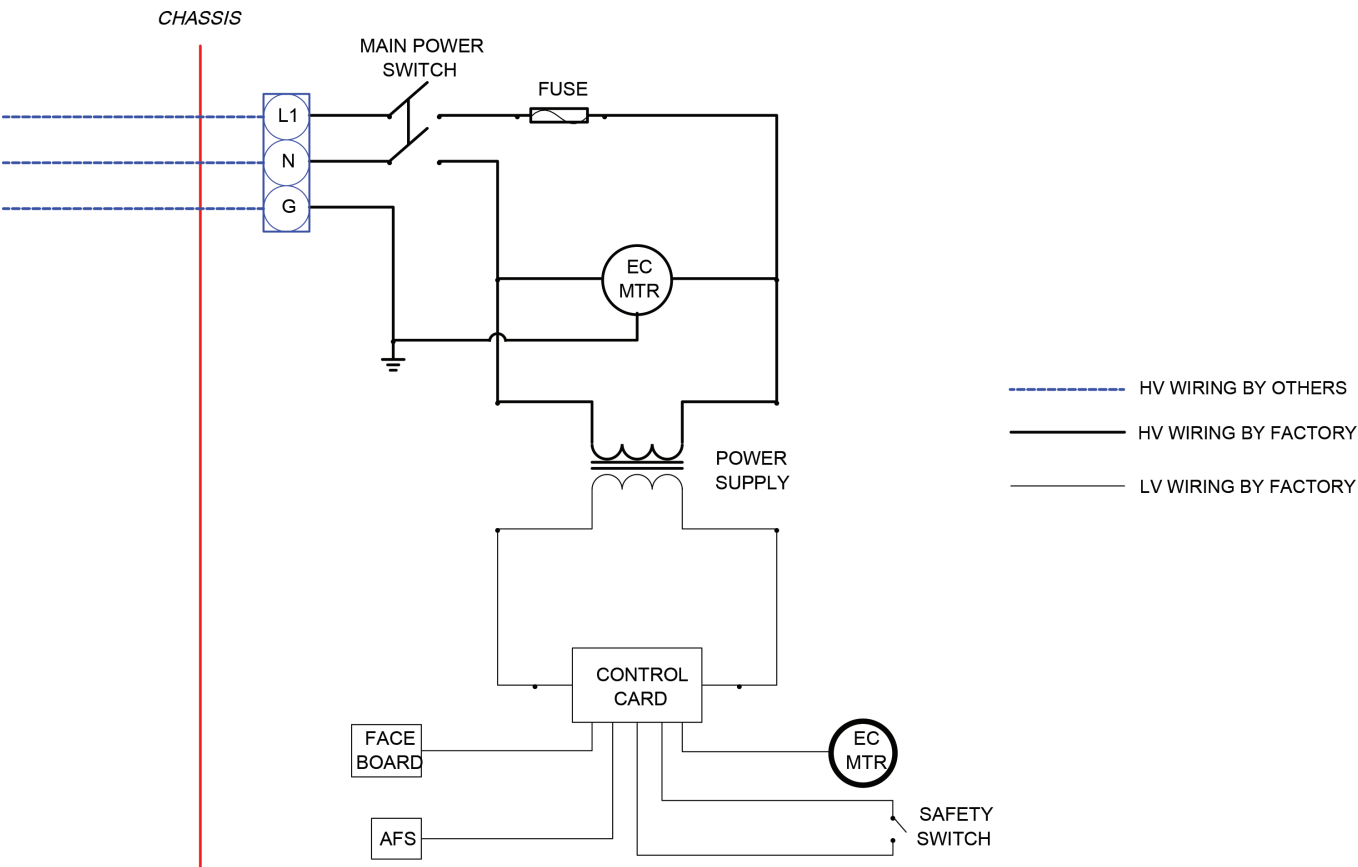 CHASSIS
MAIN POWER
SWITCH
FUSE
L1
N
G
EC
MTR
HV WIRING BY OTHERS
HV WIRING BY FACTORY
LV WIRING BY FACTORY
POWER
SUPPLY
CONTROL
CARD
FACE
BOARD
EC
MTR
AFS
SAFETY
SWITCH